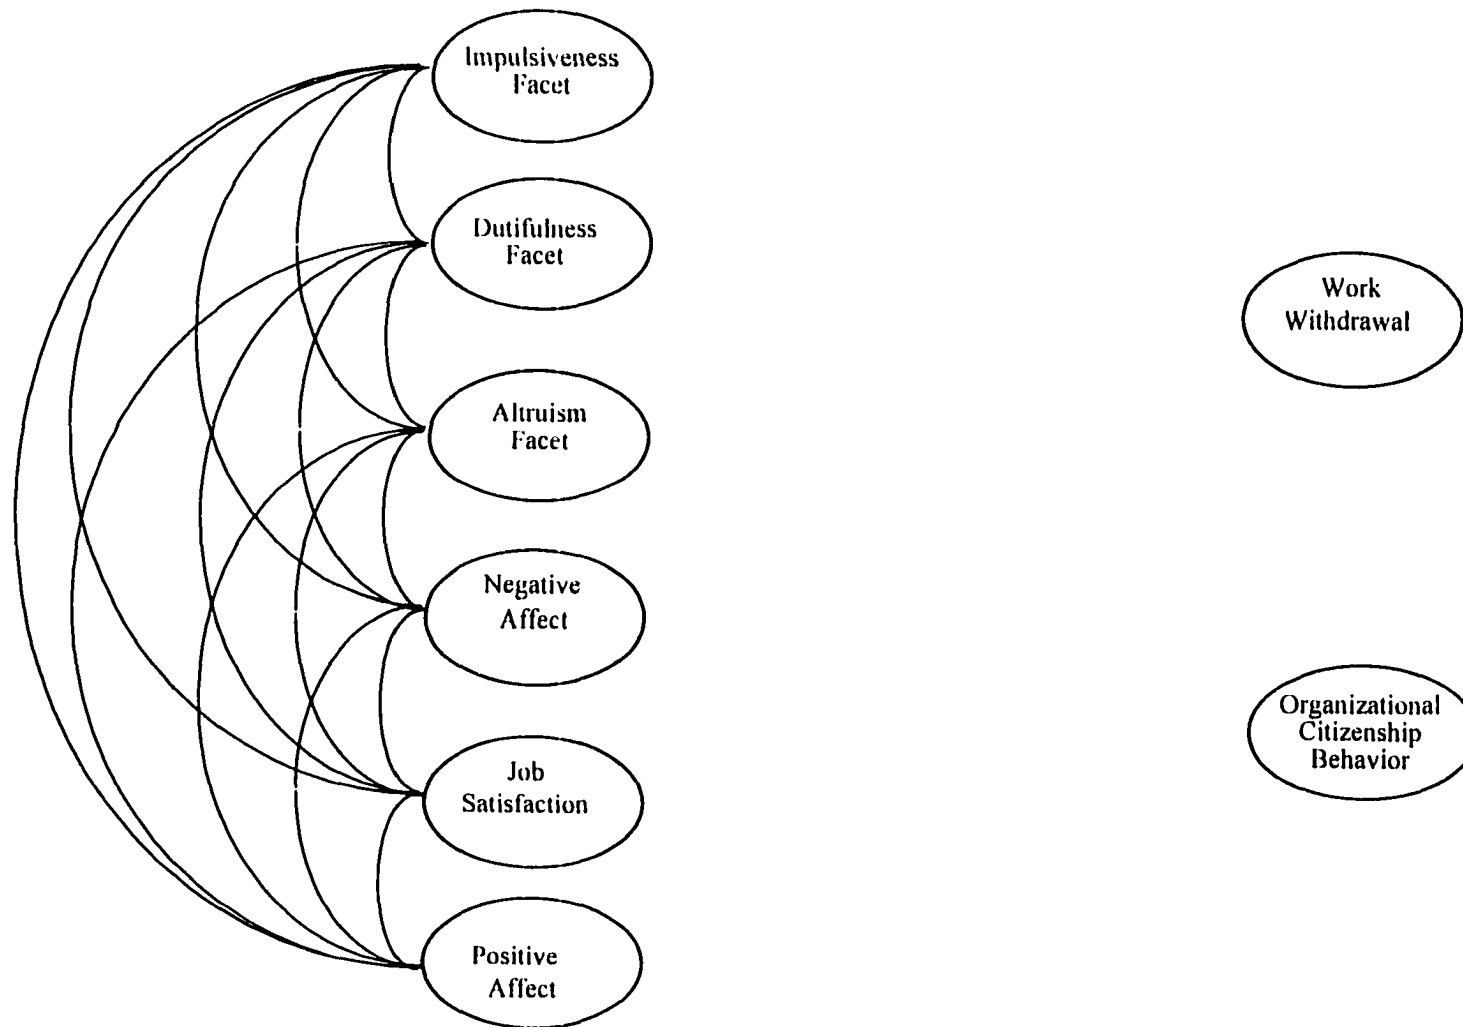 Impulsiveness
Facet
Dutifulness
Facet
Altruism
Facet
Negative
Affect
Job
Satisfaction
Positive
Affect
Work
Withdrawal
Organizational
Citizenship
Behavior